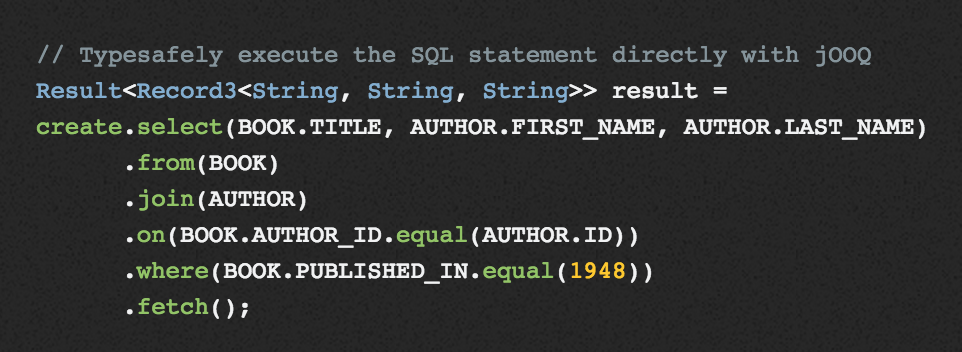 // Typesafely execute the SQL statement directly with jOOQ
Result<Record3<String, String, String>> result =
create.select(BOOK.TITLE, AUTHOR.FIRST_NAME, AUTHOR.LAST_NAME)
      .from(BOOK)
      .join(AUTHOR)
      .on(BOOK.AUTHOR_ID.equal(AUTHOR.ID))
      .where(BOOK.PUBLISHED_IN.equal(1948))
      .fetch();